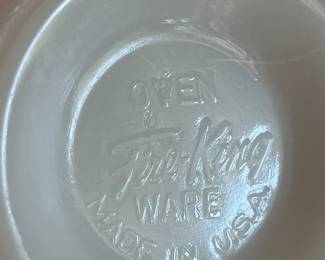 OVEN
Fire-King
WARE
MADE IN U.S.A.